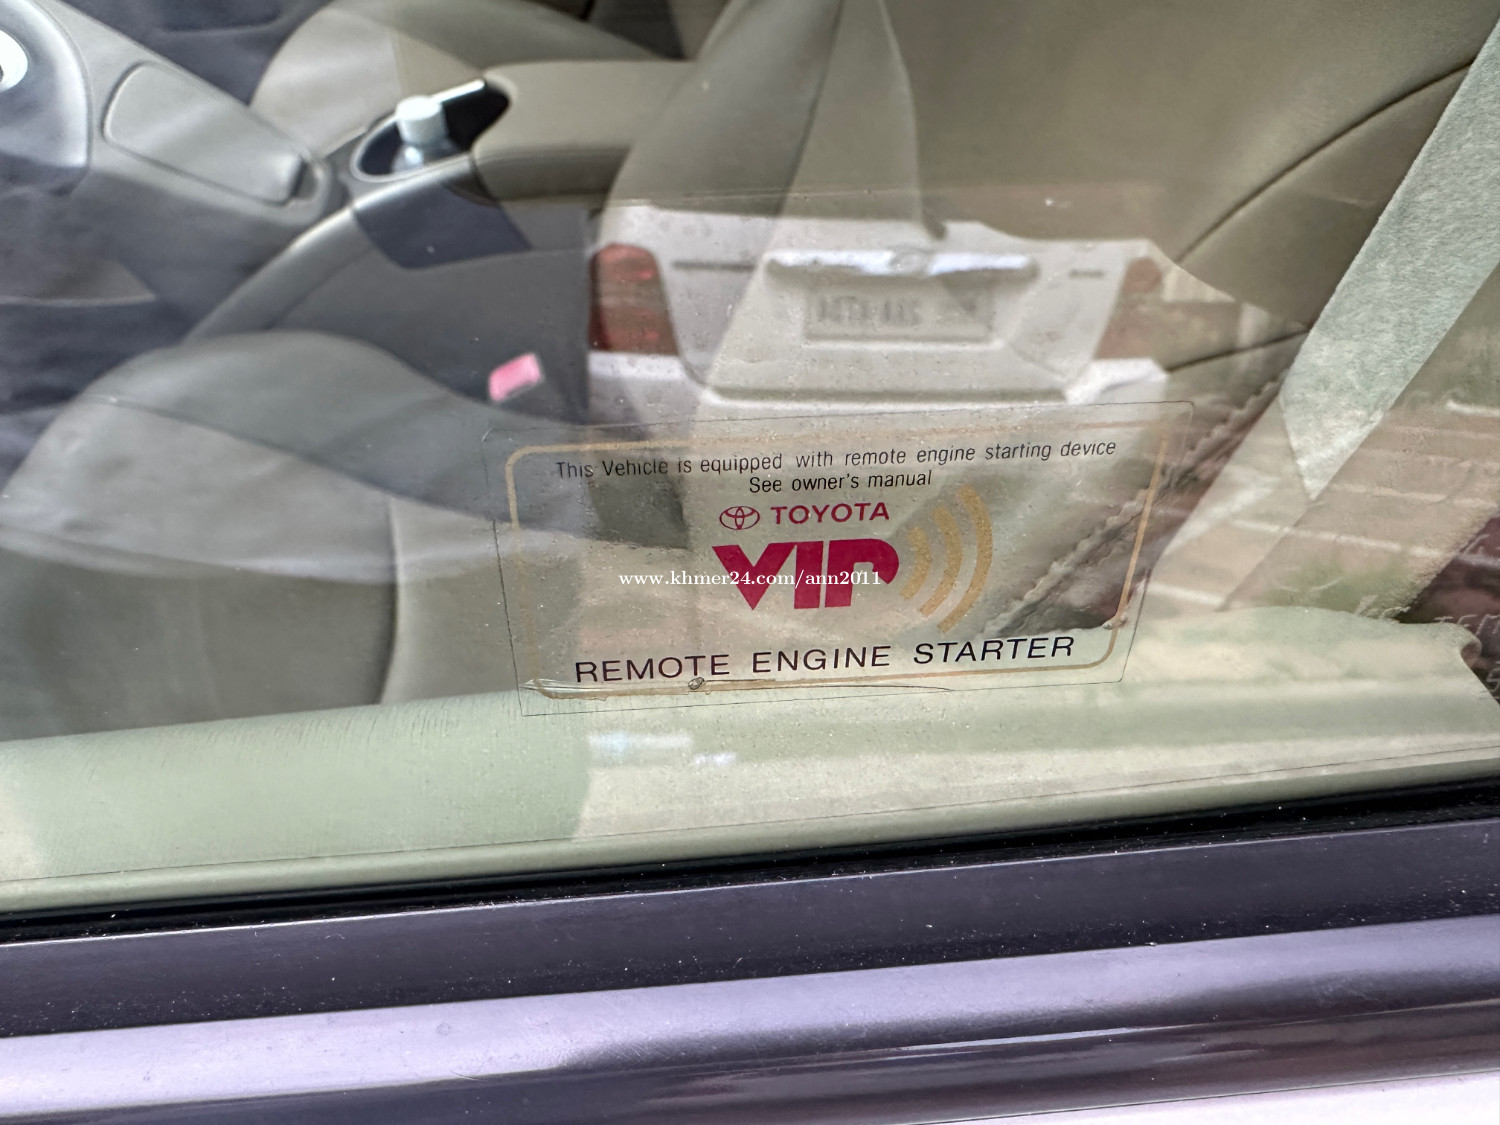 This Vehicle is equipped with remote engine starting device
See owner's manual
TOYOTA
VIP
www.khmer24.com/ann2011
REMOTE ENGINE STARTER